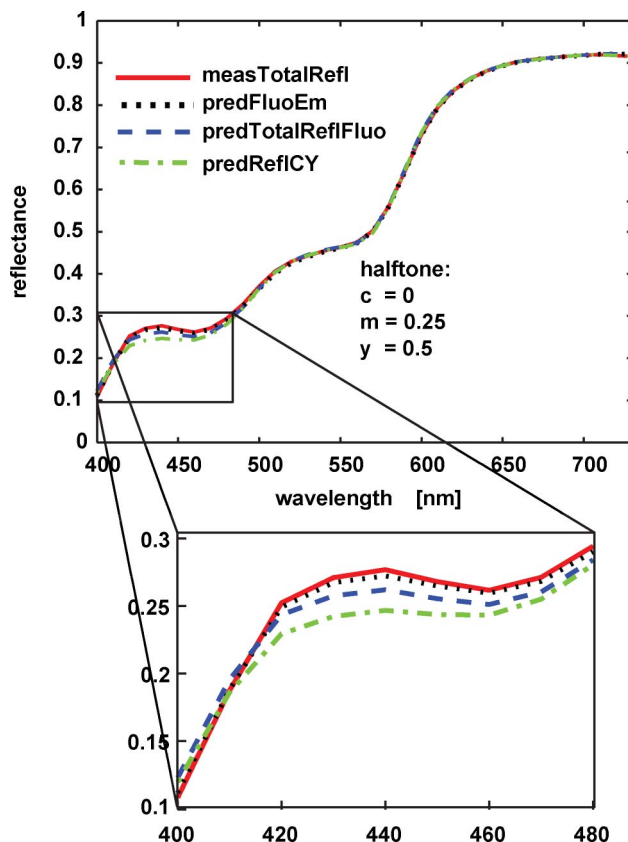 1
0.9
0.8
0.7
0.6
0.5
0.4
0.3
0.2
0.1
0
reflectance
measTotalRefl
predFluoEm
predTotalReflFluo
predReflCY
halftone:
c = 0
m = 0.25
y = 0.5
400 450 500 550 600 650 700
wavelength [nm]
0.3
0.25
0.2
0.15
0.1
400 420 440 460 480